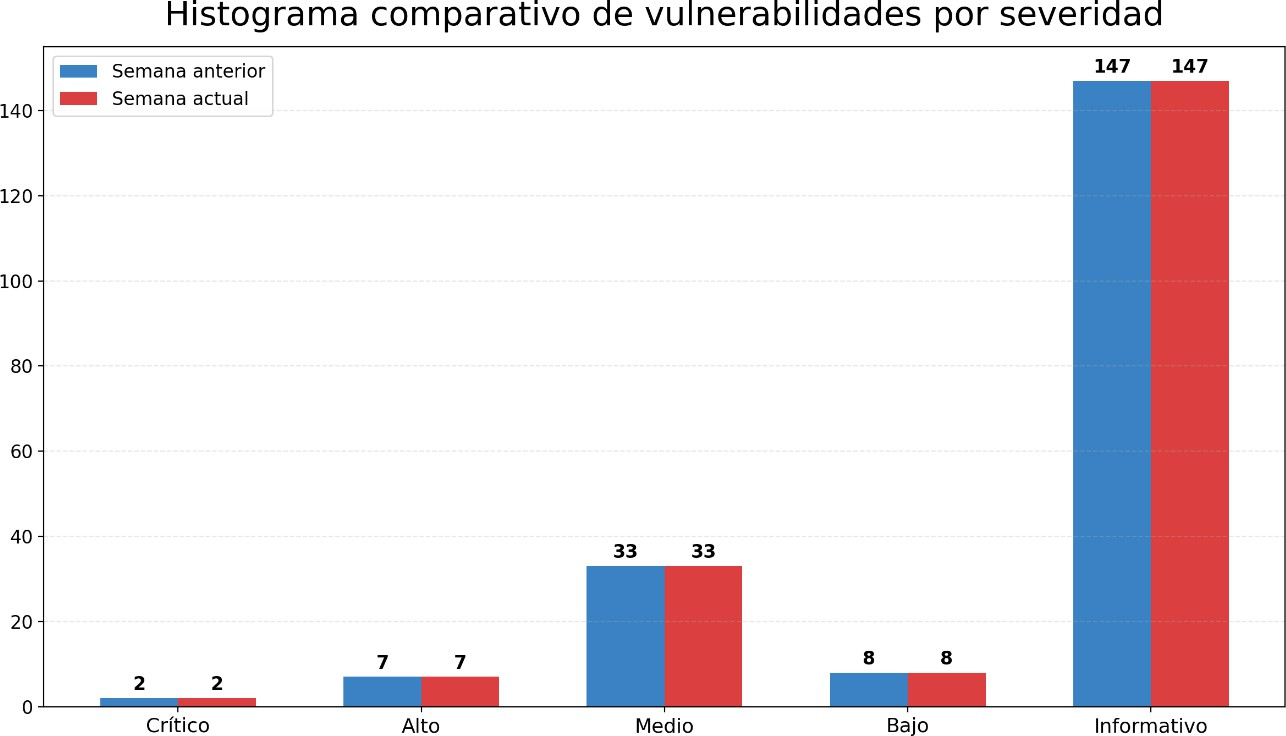 Histograma comparativo de vulnerabilidades por severidad
Semana anterior
Semana actual
140
120
100
80
60
40
20
0
2 2
7 7
33 33
8 8
147 147
Crítico
Alto
Medio
Bajo
Informativo